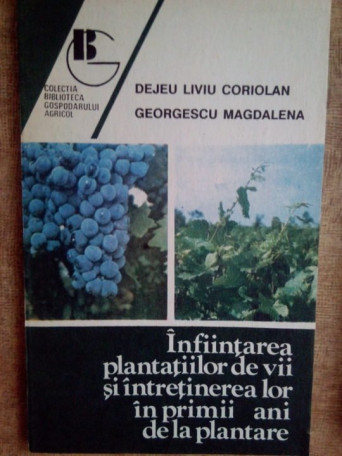 BG
COLECTIA
BIBLIOTECA
GOSPODARULUI
AGRICOL
DEJEU LIVIU CORIOLAN
GEORGESCU MAGDALENA
Înființarea
plantațiilor de vii
și întreținerea lor
în primii ani
de la plantare